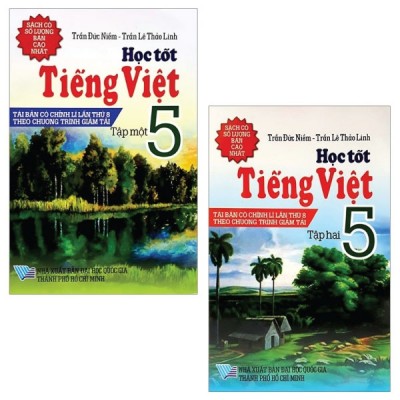 SÁCH CÓ
SỐ LƯỢNG
BÁN
CAO NHẤT
Trần Đức Niềm - Trần Lê Thảo Linh
Học tốt
Tiếng Việt
TÁI BẢN CÓ CHỈNH LÍ LẦN THỨ 8
THEO CHƯƠNG TRÌNH GIẢM TẢI
Tập một
5
NHÀ XUẤT BẢN ĐẠI HỌC QUỐC GIA
THÀNH PHỐ HỒ CHÍ MINH
SÁCH CÓ
SỐ LƯỢNG
BÁN
CAO NHẤT
Trần Đức Niềm - Trần Lê Thảo Linh
Học tốt
Tiếng Việt
TÁI BẢN CÓ CHỈNH LÍ LẦN THỨ 8
THEO CHƯƠNG TRÌNH GIẢM TẢI
Tập hai
5
NHÀ XUẤT BẢN ĐẠI HỌC QUỐC GIA
THÀNH PHỐ HỒ CHÍ MINH